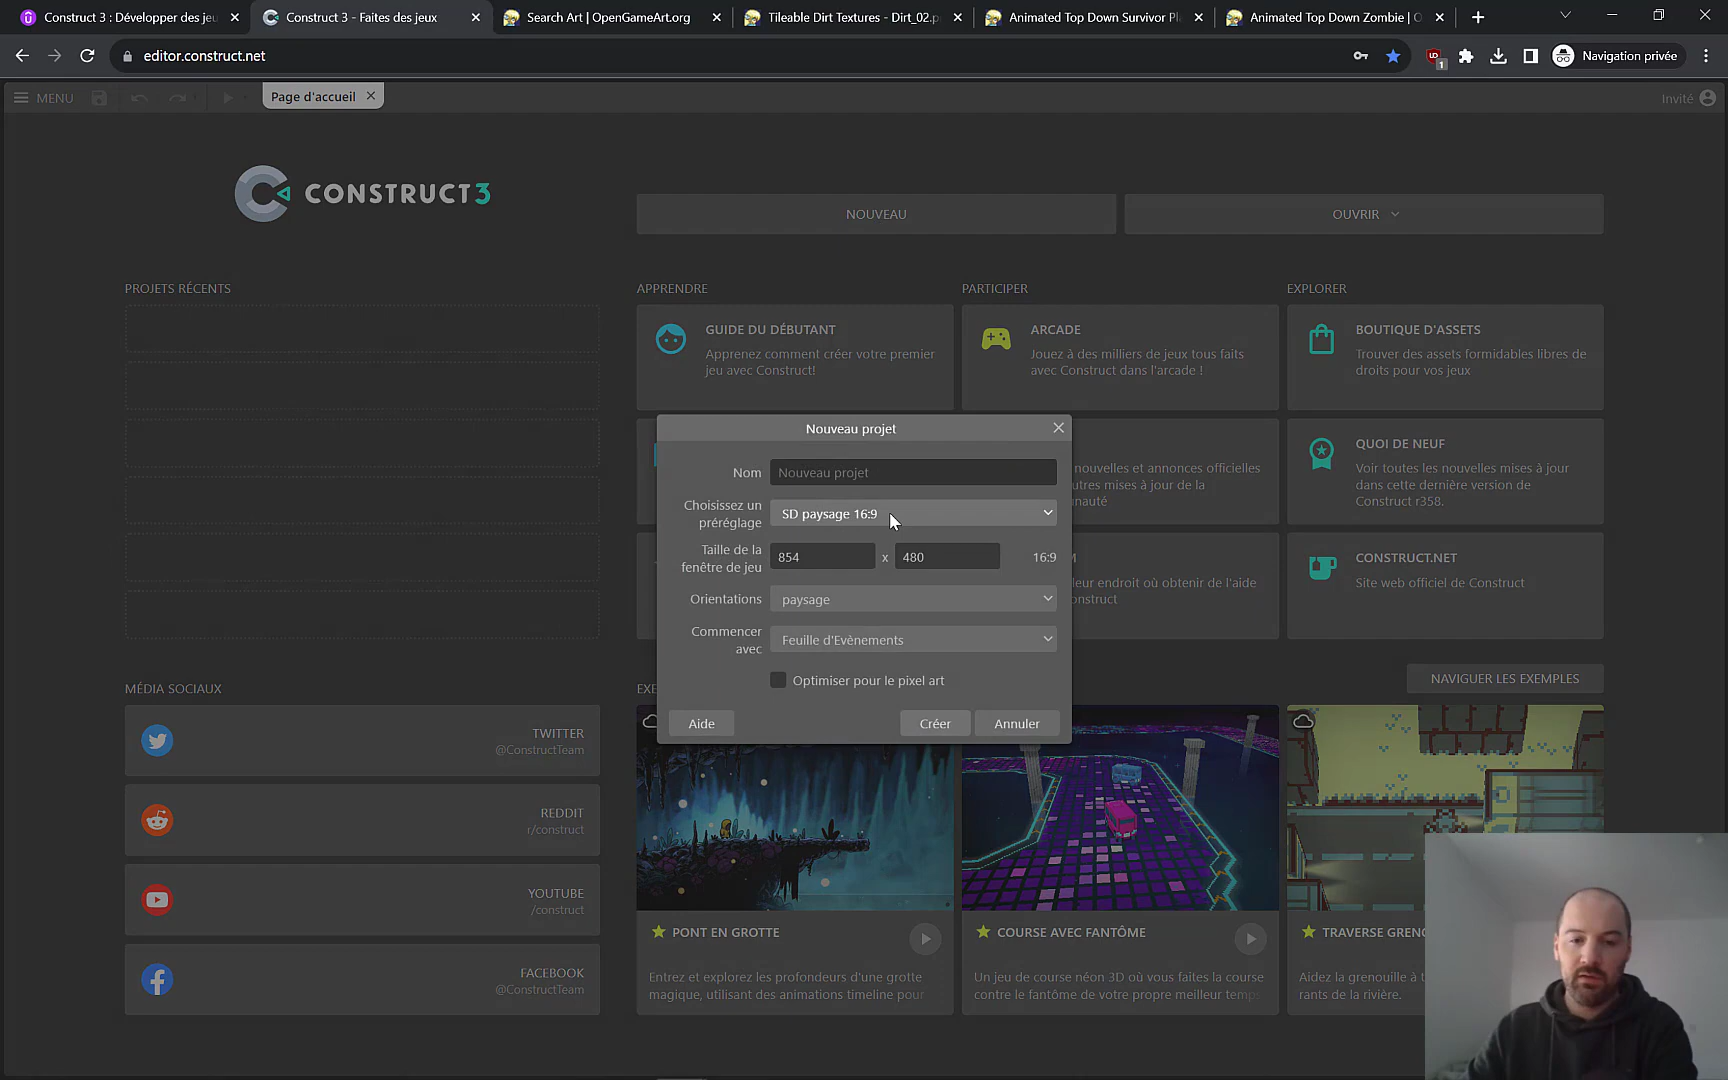 Construct 3 : Développer des jeu
Construct 3 - Faites des jeux
Search Art | OpenGameArt.org
Tileable Dirt Textures - Dirt_02.p
Animated Top Down Survivor Pl
Animated Top Down Zombie | O
editor.construct.net
1
Navigation privée
MENU
Page d'accueil
Invité
CONSTRUCT3
NOUVEAU
OUVRIR
PROJETS RÉCENTS
APPRENDRE
PARTICIPER
EXPLORER
GUIDE DU DÉBUTANT
Apprenez comment créer votre premier
jeu avec Construct!
ARCADE
Jouez à des milliers de jeux tous faits
avec Construct dans l'arcade !
BOUTIQUE D'ASSETS
Trouver des assets formidables libres de
droits pour vos jeux
nouvelles et annonces officielles
utres mises à jour de la
nauté
QUOI DE NEUF
Voir toutes les nouvelles mises à jour
dans cette dernière version de
Construct r358.
M
leur endroit où obtenir de l'aide
onstruct
CONSTRUCT.NET
Site web officiel de Construct
Nouveau projet
Nom
Nouveau projet
Choisissez un
préréglage
SD paysage 16:9
Taille de la
fenêtre de jeu
854
x
480
16:9
Orientations
paysage
Commencer
avec
Feuille d'Evènements
Optimiser pour le pixel art
Aide
Créer
Annuler
MÉDIA SOCIAUX
EXE
NAVIGUER LES EXEMPLES
TWITTER
@ConstructTeam
REDDIT
r/construct
YOUTUBE
/construct
FACEBOOK
@ConstructTeam
PONT EN GROTTE
Entrez et explorez les profondeurs d'une grotte
magique, utilisant des animations timeline pour
COURSE AVEC FANTÔME
Un jeu de course néon 3D où vous faites la course
contre le fantôme de votre propre meilleur temps
TRAVERSE GRENO
Aidez la grenouille à t
rants de la rivière.